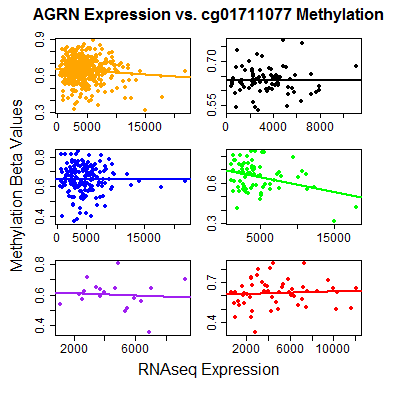 AGRN Expression vs. cg01711077 Methylation
Methylation Beta Values
0.3 0.6 0.9
0 5000 15000
0.55 0.70
0 4000 8000
0.4 0.6 0.8
0 5000 15000
0.3 0.6
5000 15000
0.4 0.6 0.8
2000 6000
0.4 0.7
2000 6000 10000
RNAseq Expression